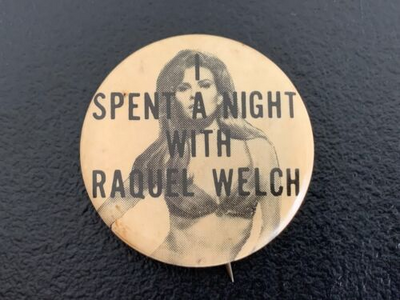 I
SPENT A NIGHT
WITH
RAQUEL WELCH